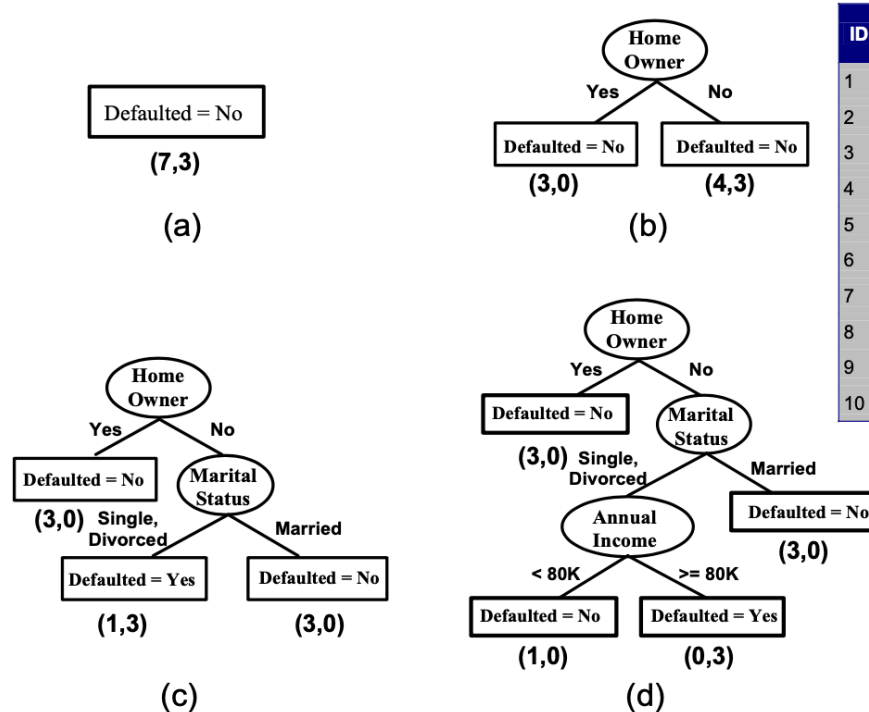 Defaulted = No
(7,3)
(a)
Home
Owner
Yes No
Defaulted = No Defaulted = No
(3,0) (4,3)
(b)
ID
1
2
3
4
5
6
7
8
9
10
Home
Owner
Yes No
Defaulted = No Marital
Status
(3,0) Single,
Divorced Married
Defaulted = Yes Defaulted = No
(1,3) (3,0)
(c)
Home
Owner
Yes No
Defaulted = No Marital
Status
(3,0) Single,
Divorced Married
Annual
Income Defaulted = No
(3,0)
< 80K >= 80K
Defaulted = No Defaulted = Yes
(1,0) (0,3)
(d)